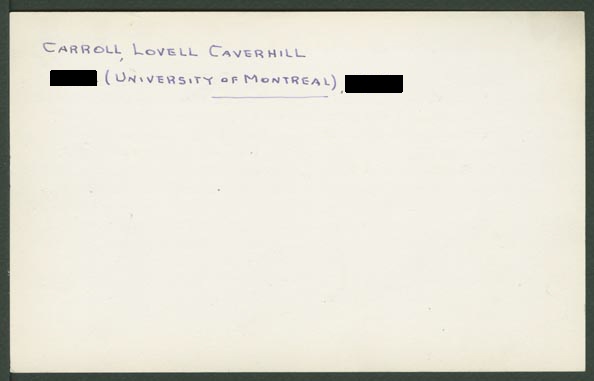 CARROLL, LOVELL CAVERHILL
(UNIVERSITY OF MONTREAL),